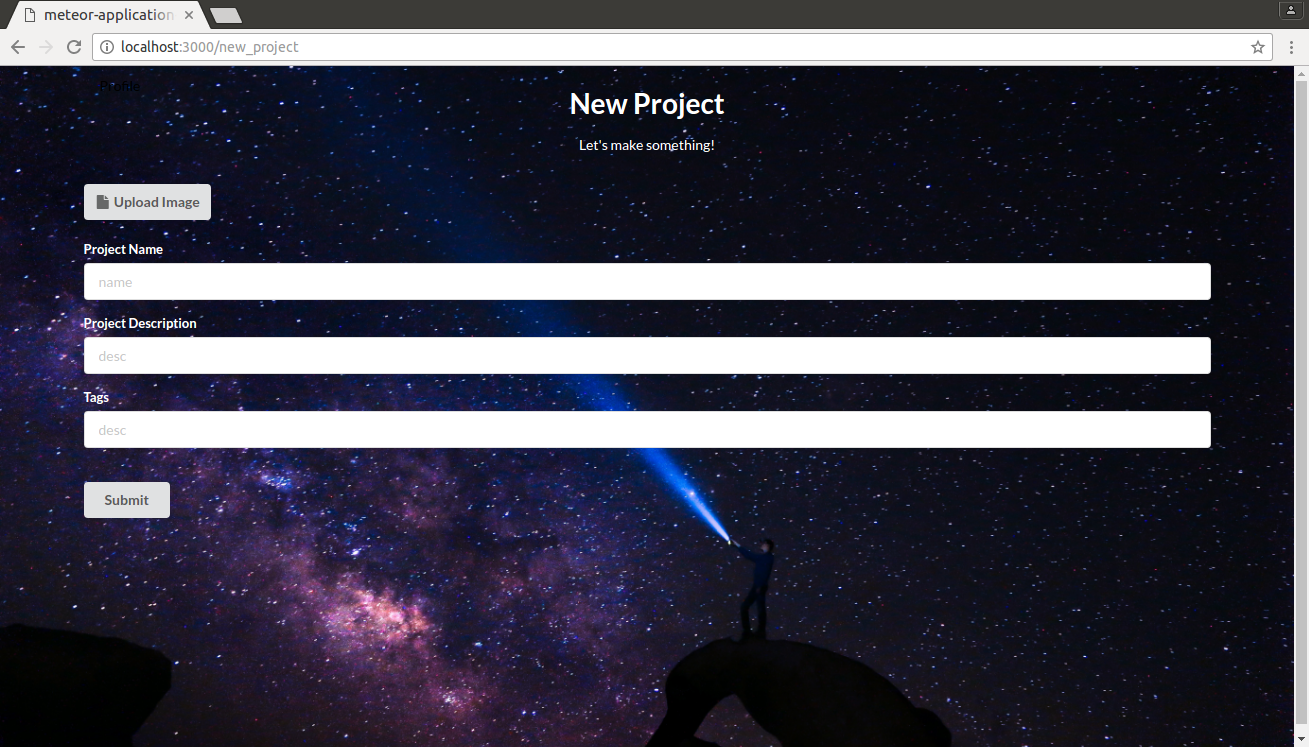 meteor-application
localhost:3000/new_project
Profile
New Project
Let's make something!
Upload Image
Project Name
name
Project Description
desc
Tags
desc
Submit